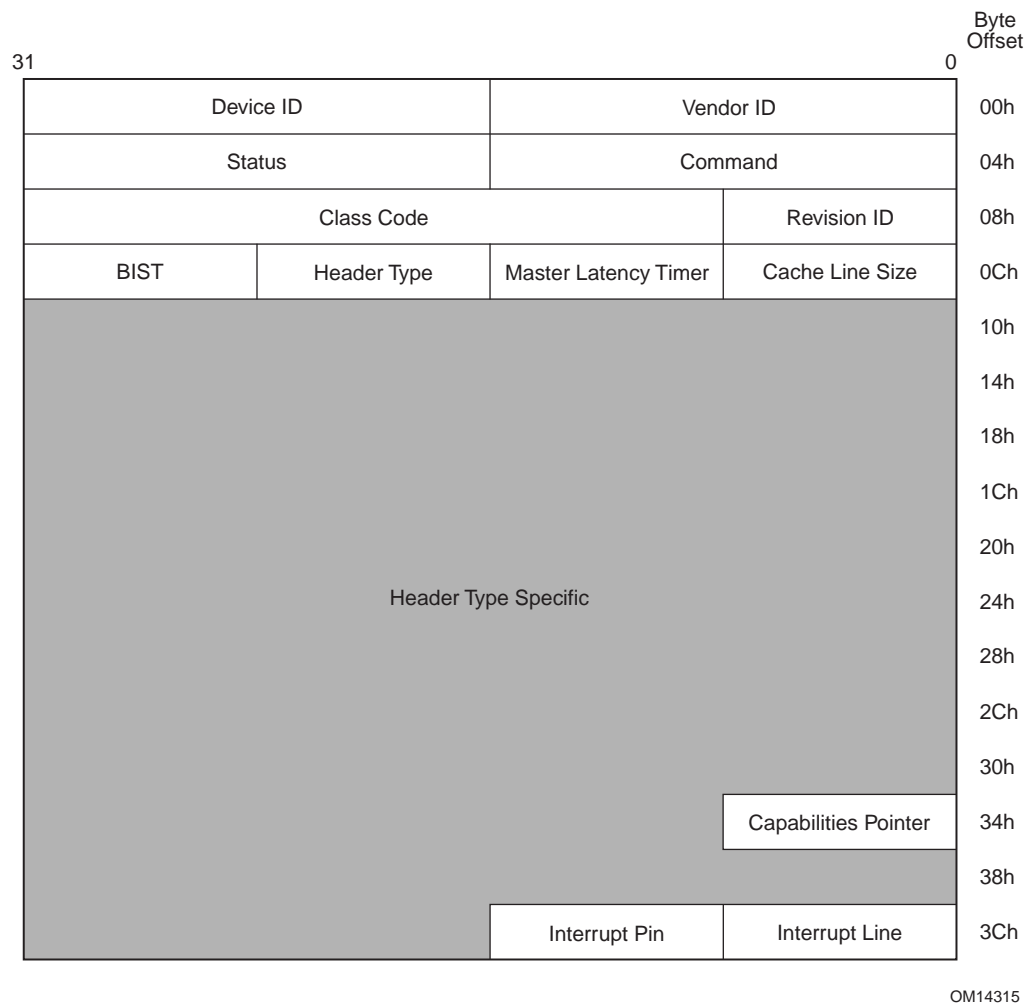 Byte
Offset
31 0
Device ID Vendor ID 00h
Status Command 04h
Class Code Revision ID 08h
BIST Header Type Master Latency Timer Cache Line Size 0Ch
10h
14h
18h
1Ch
20h
Header Type Specific 24h
28h
2Ch
30h
Capabilities Pointer 34h
38h
Interrupt Pin Interrupt Line 3Ch
OM14315